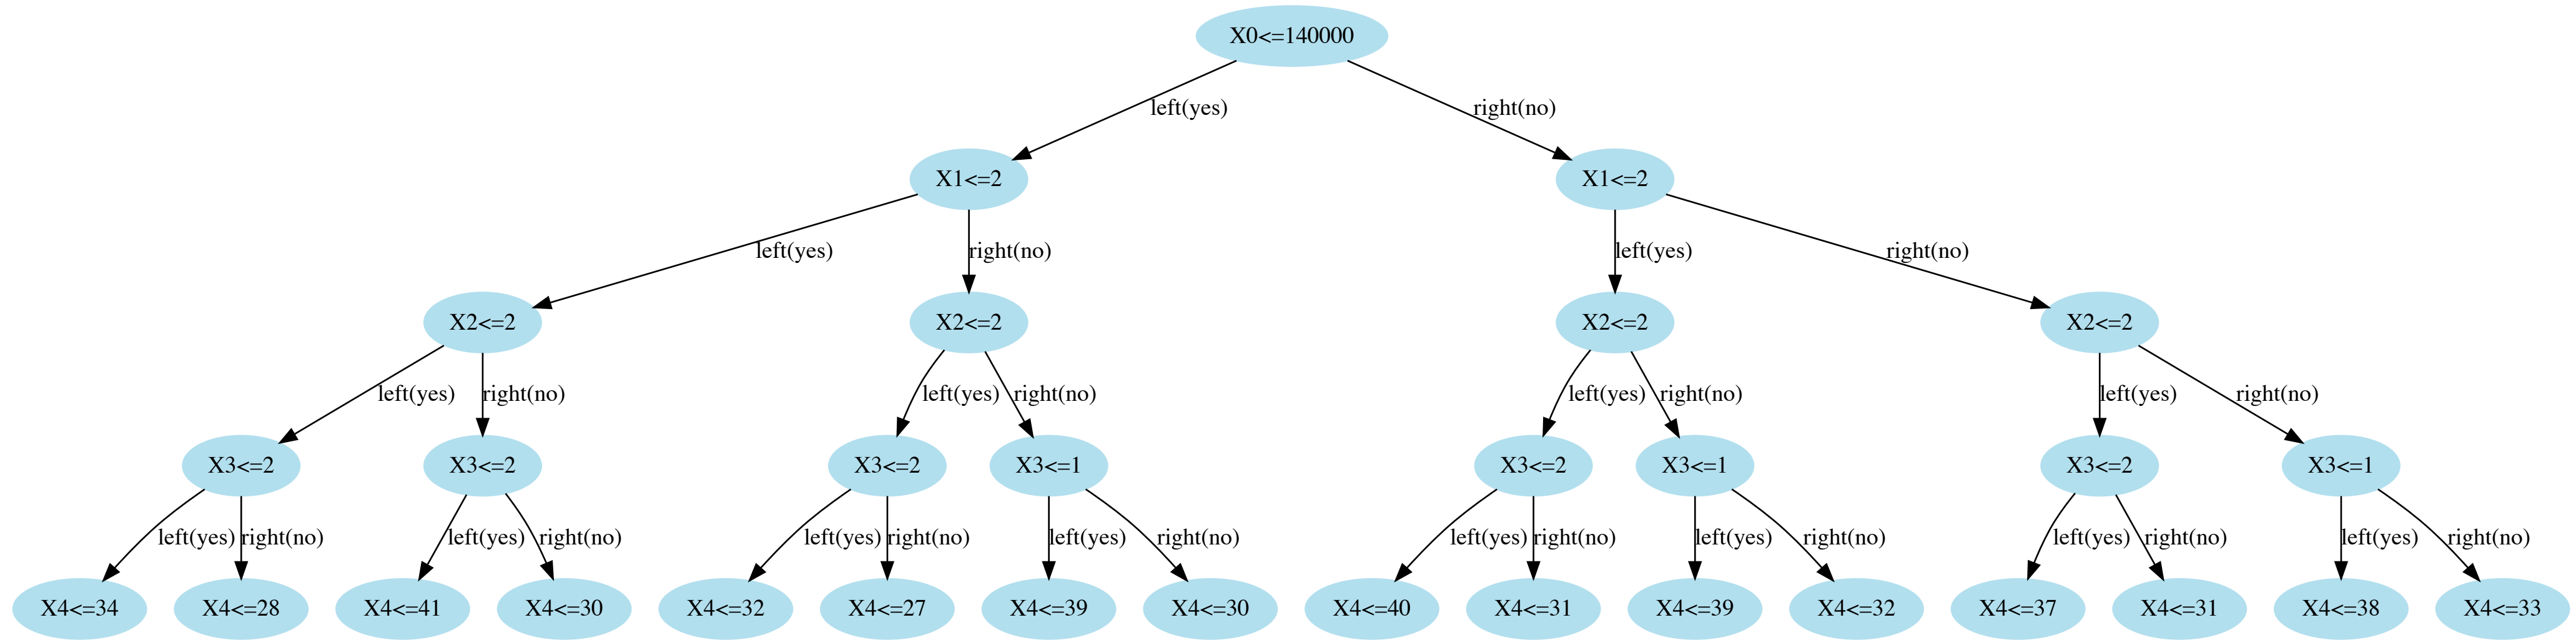 X0<=140000
left(yes)
right(no)
X1<=2
X1<=2
left(yes)
right(no)
left(yes)
right(no)
X2<=2
X2<=2
X2<=2
X2<=2
left(yes)
right(no)
left(yes)
right(no)
left(yes)
right(no)
left(yes)
right(no)
X3<=2
X3<=2
X3<=2
X3<=1
X3<=2
X3<=1
X3<=2
X3<=1
left(yes)
right(no)
left(yes)
right(no)
left(yes)
right(no)
left(yes)
right(no)
left(yes)
right(no)
left(yes)
right(no)
left(yes)
right(no)
left(yes)
right(no)
X4<=34
X4<=28
X4<=41
X4<=30
X4<=32
X4<=27
X4<=39
X4<=30
X4<=40
X4<=31
X4<=39
X4<=32
X4<=37
X4<=31
X4<=38
X4<=33